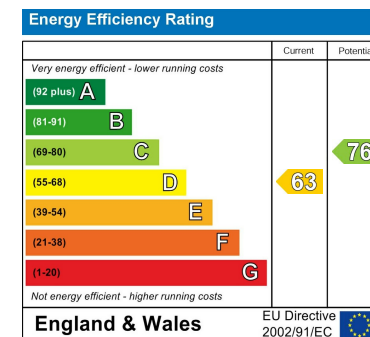 Energy Efficiency Rating
Current Potentia
Very energy efficient - lower running costs
(92 plus) A
(81-91) B
(69-80) C
76
(55-68) D
63
(39-54) E
(21-38) F
(1-20) G
Not energy efficient - higher running costs
England & Wales
EU Directive
2002/91/EC